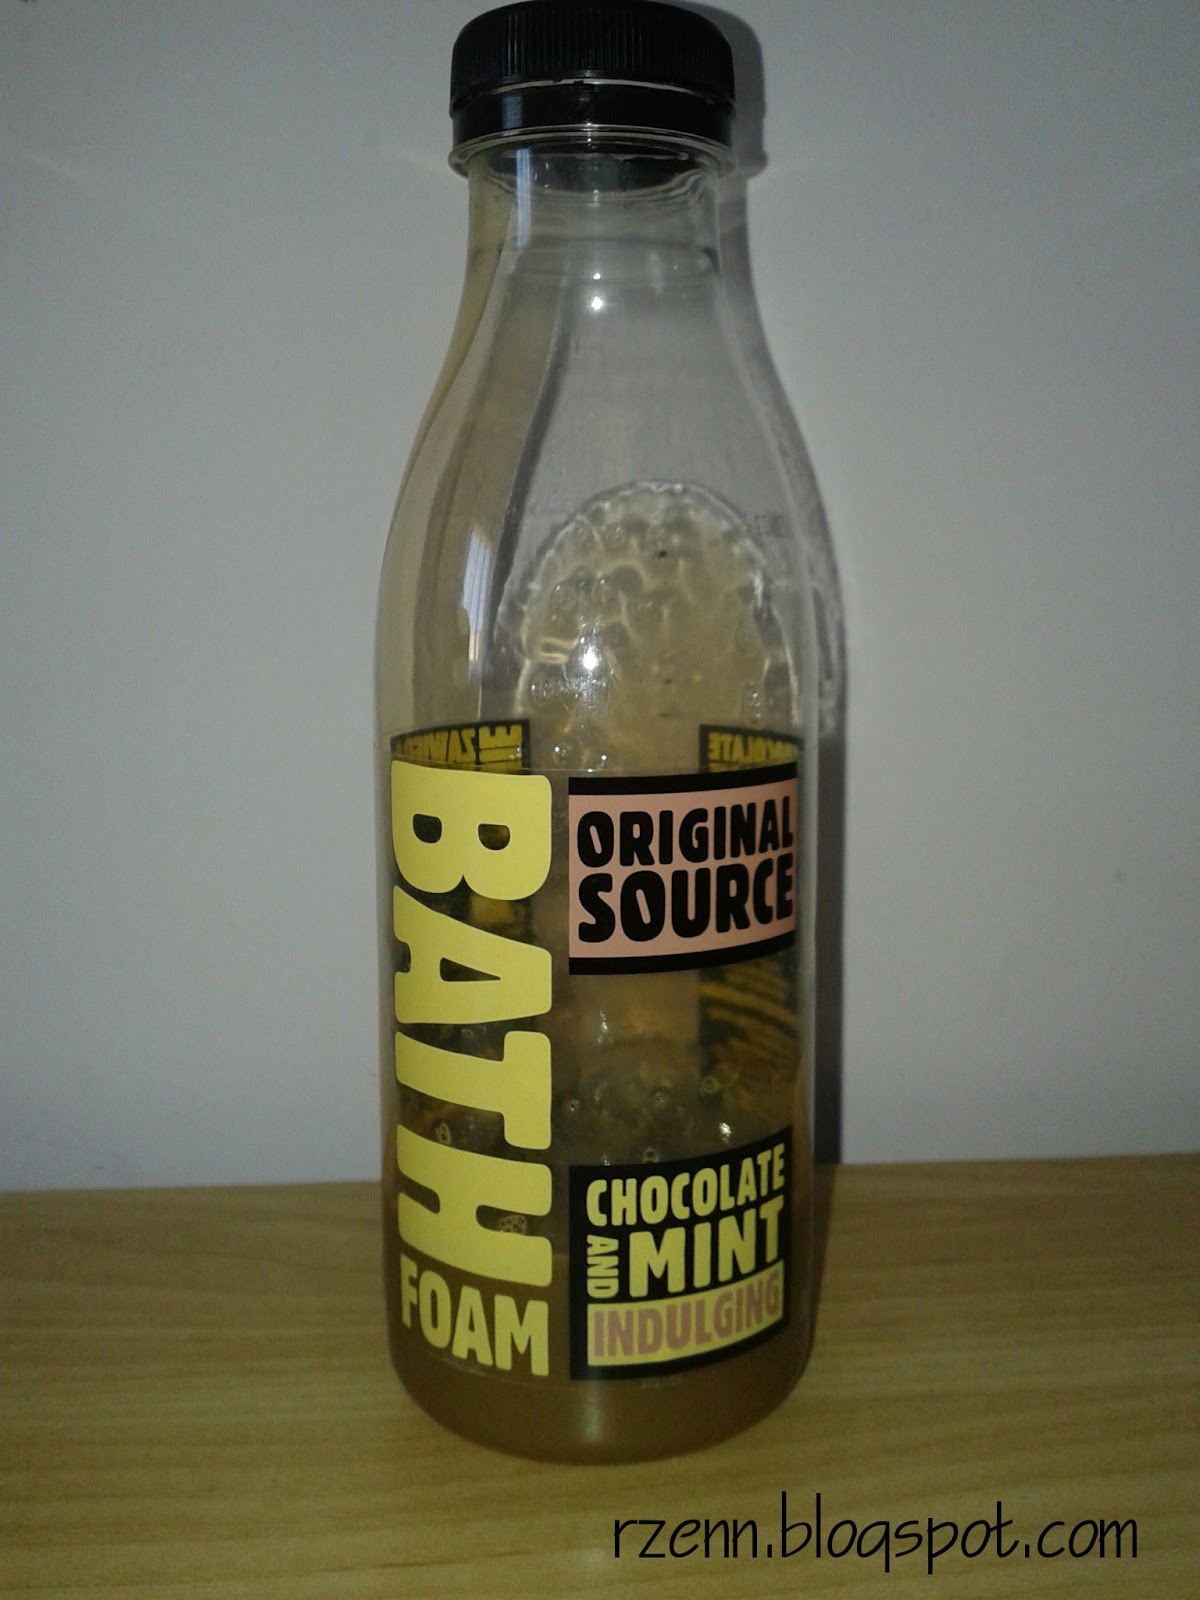 BATH
FOAM
ORIGINAL
SOURCE
CHOCOLATE
AND MINT
INDULGING
rzenn.blogspot.com